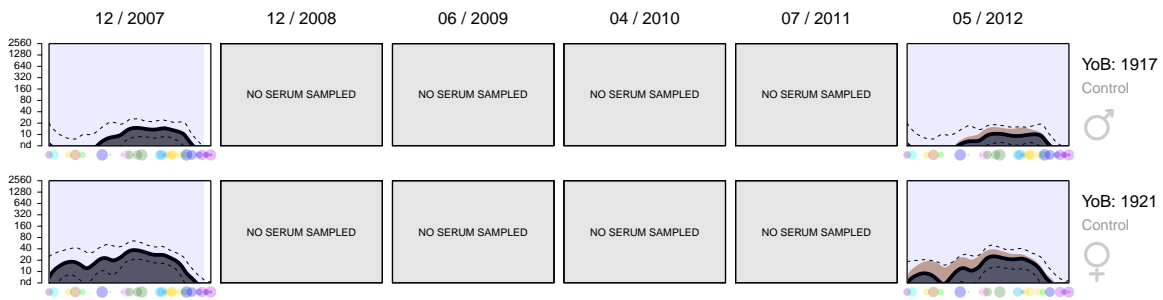 12 / 2007 12 / 2008 06 / 2009 04 / 2010 07 / 2011 05 / 2012
2560
1280
640
320
160
80
40
20
10
nd
NO SERUM SAMPLED NO SERUM SAMPLED NO SERUM SAMPLED NO SERUM SAMPLED
YoB: 1917
Control
♂
2560
1280
640
320
160
80
40
20
10
nd
NO SERUM SAMPLED NO SERUM SAMPLED NO SERUM SAMPLED NO SERUM SAMPLED
YoB: 1921
Control
♀